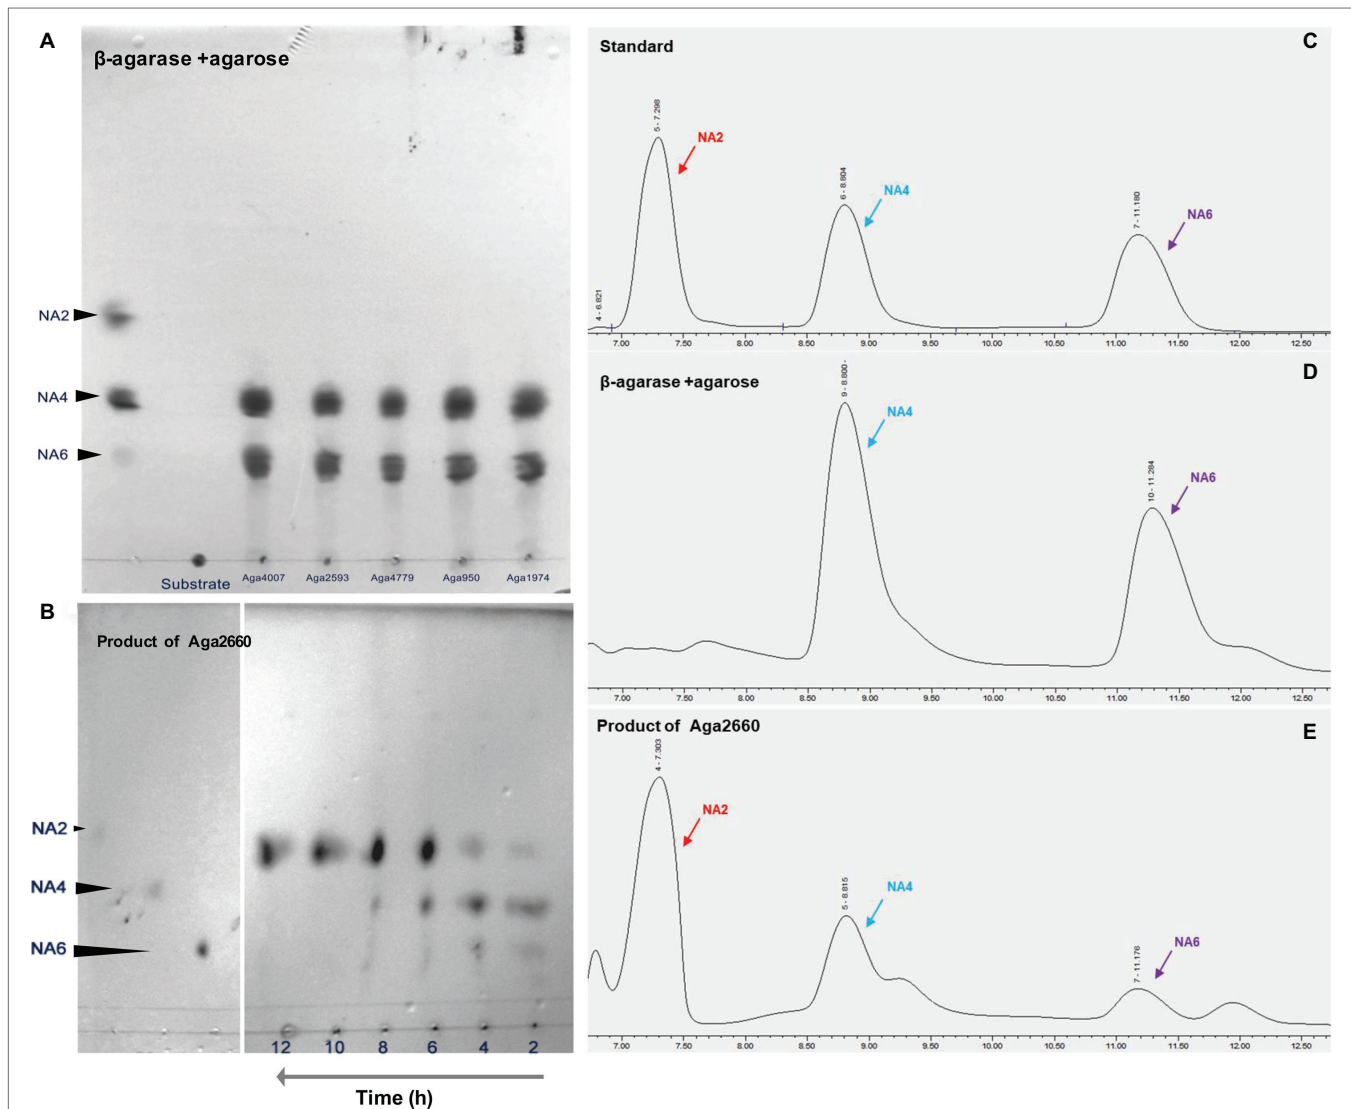 A
β-agarase +agarose
NA2
NA4
NA6
Substrate
Aga4007
Aga2593
Aga4779
Aga950
Aga1974
B
Product of Aga2660
NA2
NA4
NA6
12 10 8 6 4 2
Time (h)
Standard
C
4 - 6.821
5 - 7.298
NA2
6 - 8.804
NA4
7 - 11.180
NA6
7.00 7.50 8.00 8.50 9.00 9.50 10.00 10.50 11.00 11.50 12.00 12.50
β-agarase +agarose
D
9 - 8.800 -
NA4
10 - 11.284
NA6
7.00 7.50 8.00 8.50 9.00 9.50 10.00 10.50 11.00 11.50 12.00 12.50
Product of Aga2660
E
4 - 7.303
NA2
5 - 8.815
NA4
7 - 11.176
NA6
7.00 7.50 8.00 8.50 9.00 9.50 10.00 10.50 11.00 11.50 12.00 12.50